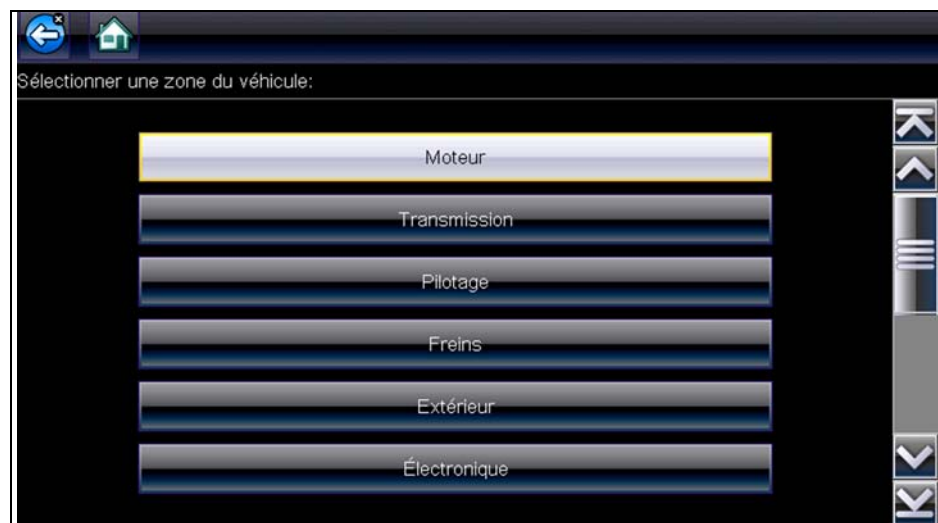 Sélectionner une zone du véhicule:
Moteur
Transmission
Pilotage
Freins
Extérieur
Électronique